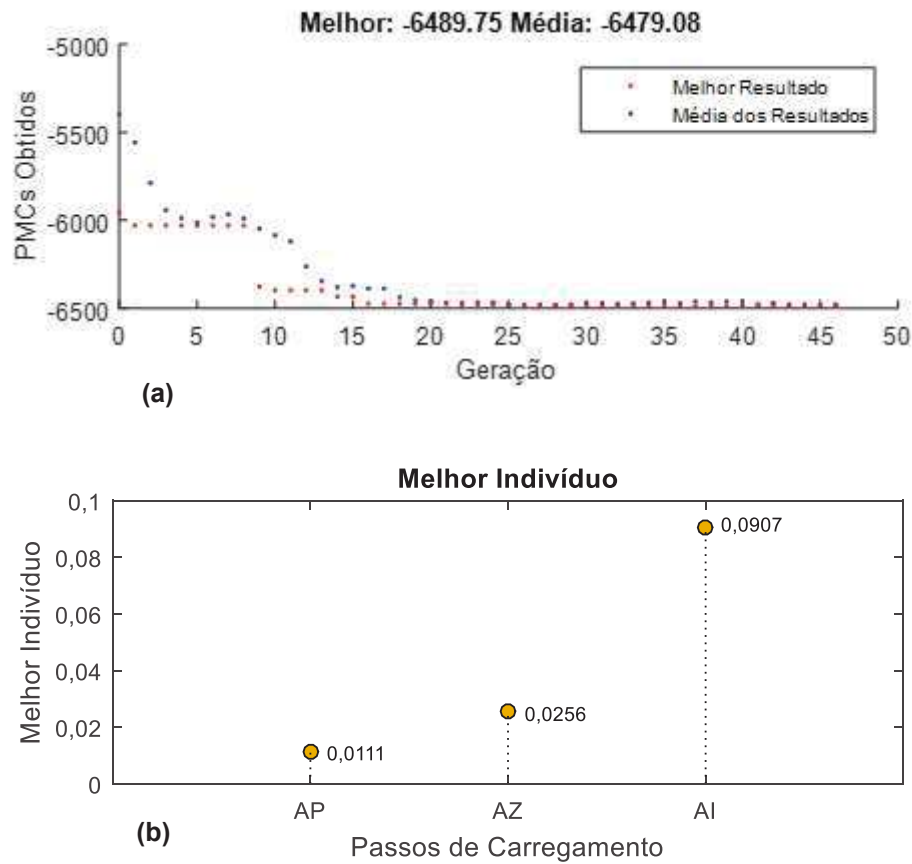 Melhor: -6489.75 Média: -6479.08
-5000
-5500
-6000
-6500
PMCs Obtidos
Melhor Resultado
Média dos Resultados
0 5 10 15 20 25 30 35 40 45 50
Geração
(a)
Melhor Indivíduo
0,1
0,08
0,06
0,04
0,02
0
Melhor Indivíduo
0,0907
0,0256
0,0111
AP AZ AI
(b)
Passos de Carregamento